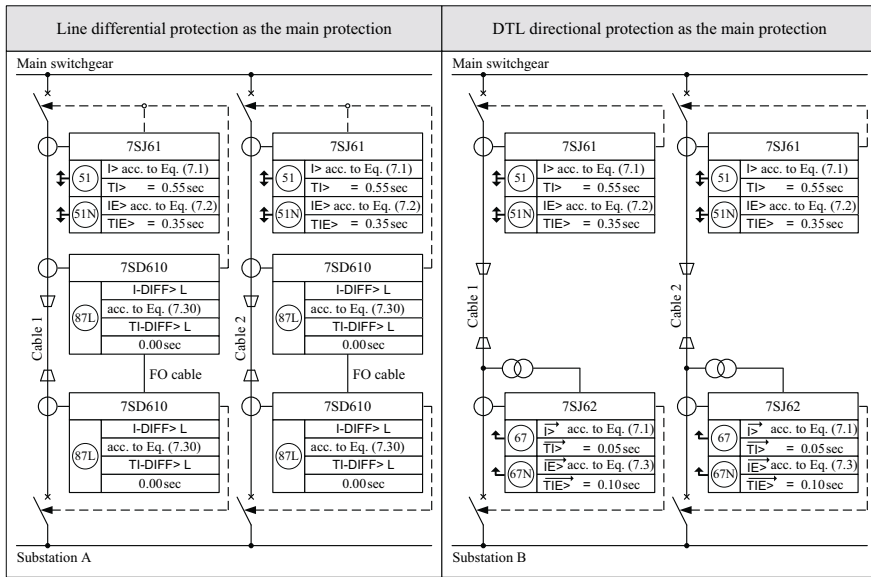 Line differential protection as the main protection
DTL directional protection as the main protection
Main switchgear
7SJ61
51
I> acc. to Eq. (7.1)
TI> = 0.55 sec
51N
IE> acc. to Eq. (7.2)
TIE> = 0.35 sec
7SJ61
51
I> acc. to Eq. (7.1)
TI> = 0.55 sec
51N
IE> acc. to Eq. (7.2)
TIE> = 0.35 sec
7SD610
87L
I-DIFF> L
acc. to Eq. (7.30)
TI-DIFF> L
0.00 sec
7SD610
87L
I-DIFF> L
acc. to Eq. (7.30)
TI-DIFF> L
0.00 sec
Cable 1
Cable 2
FO cable
FO cable
7SD610
87L
I-DIFF> L
acc. to Eq. (7.30)
TI-DIFF> L
0.00 sec
7SD610
87L
I-DIFF> L
acc. to Eq. (7.30)
TI-DIFF> L
0.00 sec
Substation A
Main switchgear
7SJ61
51
I> acc. to Eq. (7.1)
TI> = 0.55 sec
51N
IE> acc. to Eq. (7.2)
TIE> = 0.35 sec
7SJ61
51
I> acc. to Eq. (7.1)
TI> = 0.55 sec
51N
IE> acc. to Eq. (7.2)
TIE> = 0.35 sec
Cable 1
Cable 2
7SJ62
67
I> acc. to Eq. (7.1)
TI> = 0.05 sec
67N
IE> acc. to Eq. (7.3)
TIE> = 0.10 sec
7SJ62
67
I> acc. to Eq. (7.1)
TI> = 0.05 sec
67N
IE> acc. to Eq. (7.3)
TIE> = 0.10 sec
Substation B